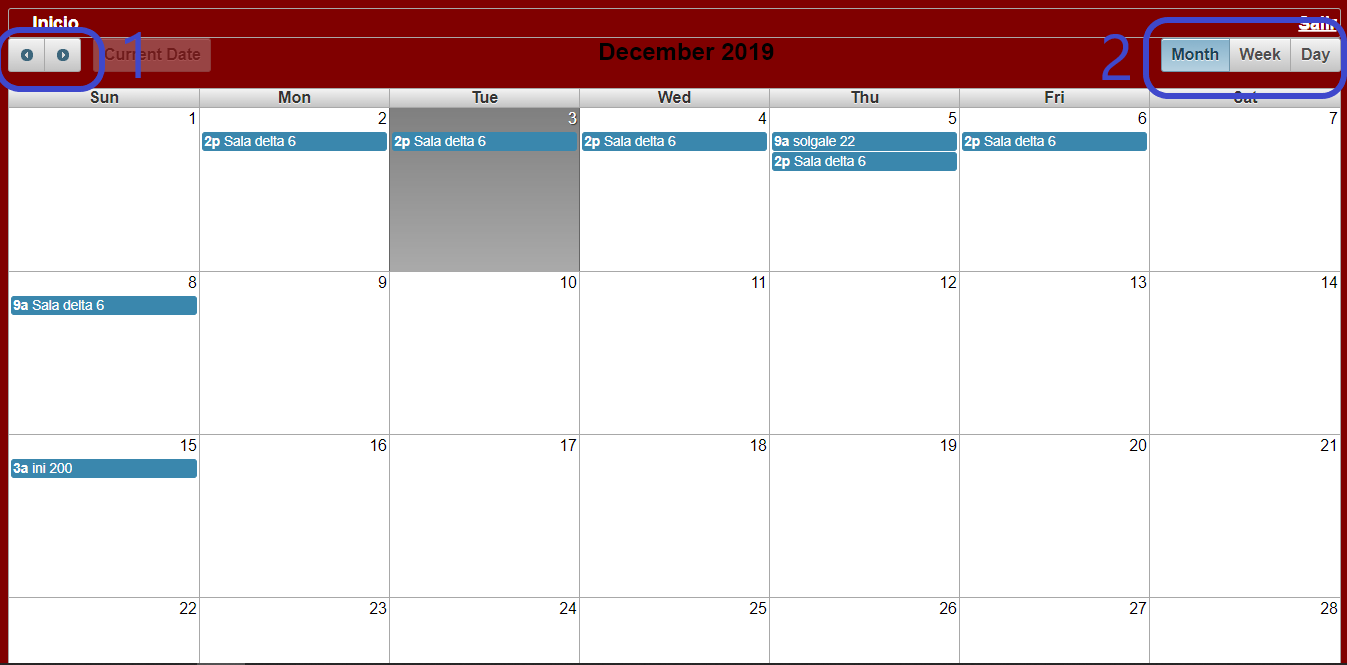 Inicio Salir
1 Current Date December 2019 2 Month Week Day
Sun Mon Tue Wed Thu Fri Sat
1 2 3 4 5 6 7
2p Sala delta 6 2p Sala delta 6 2p Sala delta 6 9a solgale 22 2p Sala delta 6
2p Sala delta 6
8 9 10 11 12 13 14
9a Sala delta 6
15 16 17 18 19 20 21
3a ini 200
22 23 24 25 26 27 28